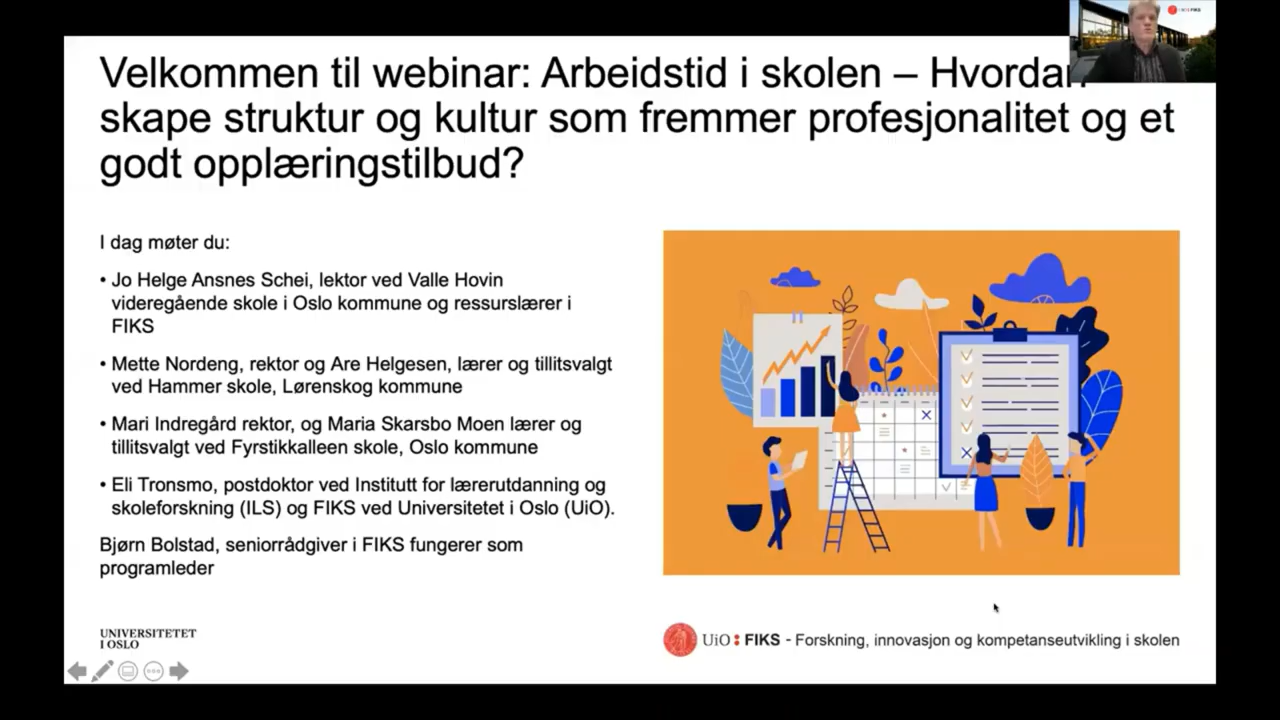 Velkommen til webinar: Arbeidstid i skolen – Hvordan
skape struktur og kultur som fremmer profesjonalitet og et
godt opplæringstilbud?
I dag møter du:
• Jo Helge Ansnes Schei, lektor ved Valle Hovin
videregående skole i Oslo kommune og ressurslærer i
FIKS
• Mette Nordeng, rektor og Are Helgesen, lærer og tillitsvalgt
ved Hammer skole, Lørenskog kommune
• Mari Indregård rektor, og Maria Skarsbo Moen lærer og
tillitsvalgt ved Fyrstikkalleen skole, Oslo kommune
• Eli Tronsmo, postdoktor ved Institutt for lærerutdanning og
skoleforskning (ILS) og FIKS ved Universitetet i Oslo (UiO).
Bjørn Bolstad, seniorrådgiver i FIKS fungerer som
programleder
UNIVERSITETET
I OSLO
UiO: FIKS - Forskning, innovasjon og kompetanseutvikling i skolen